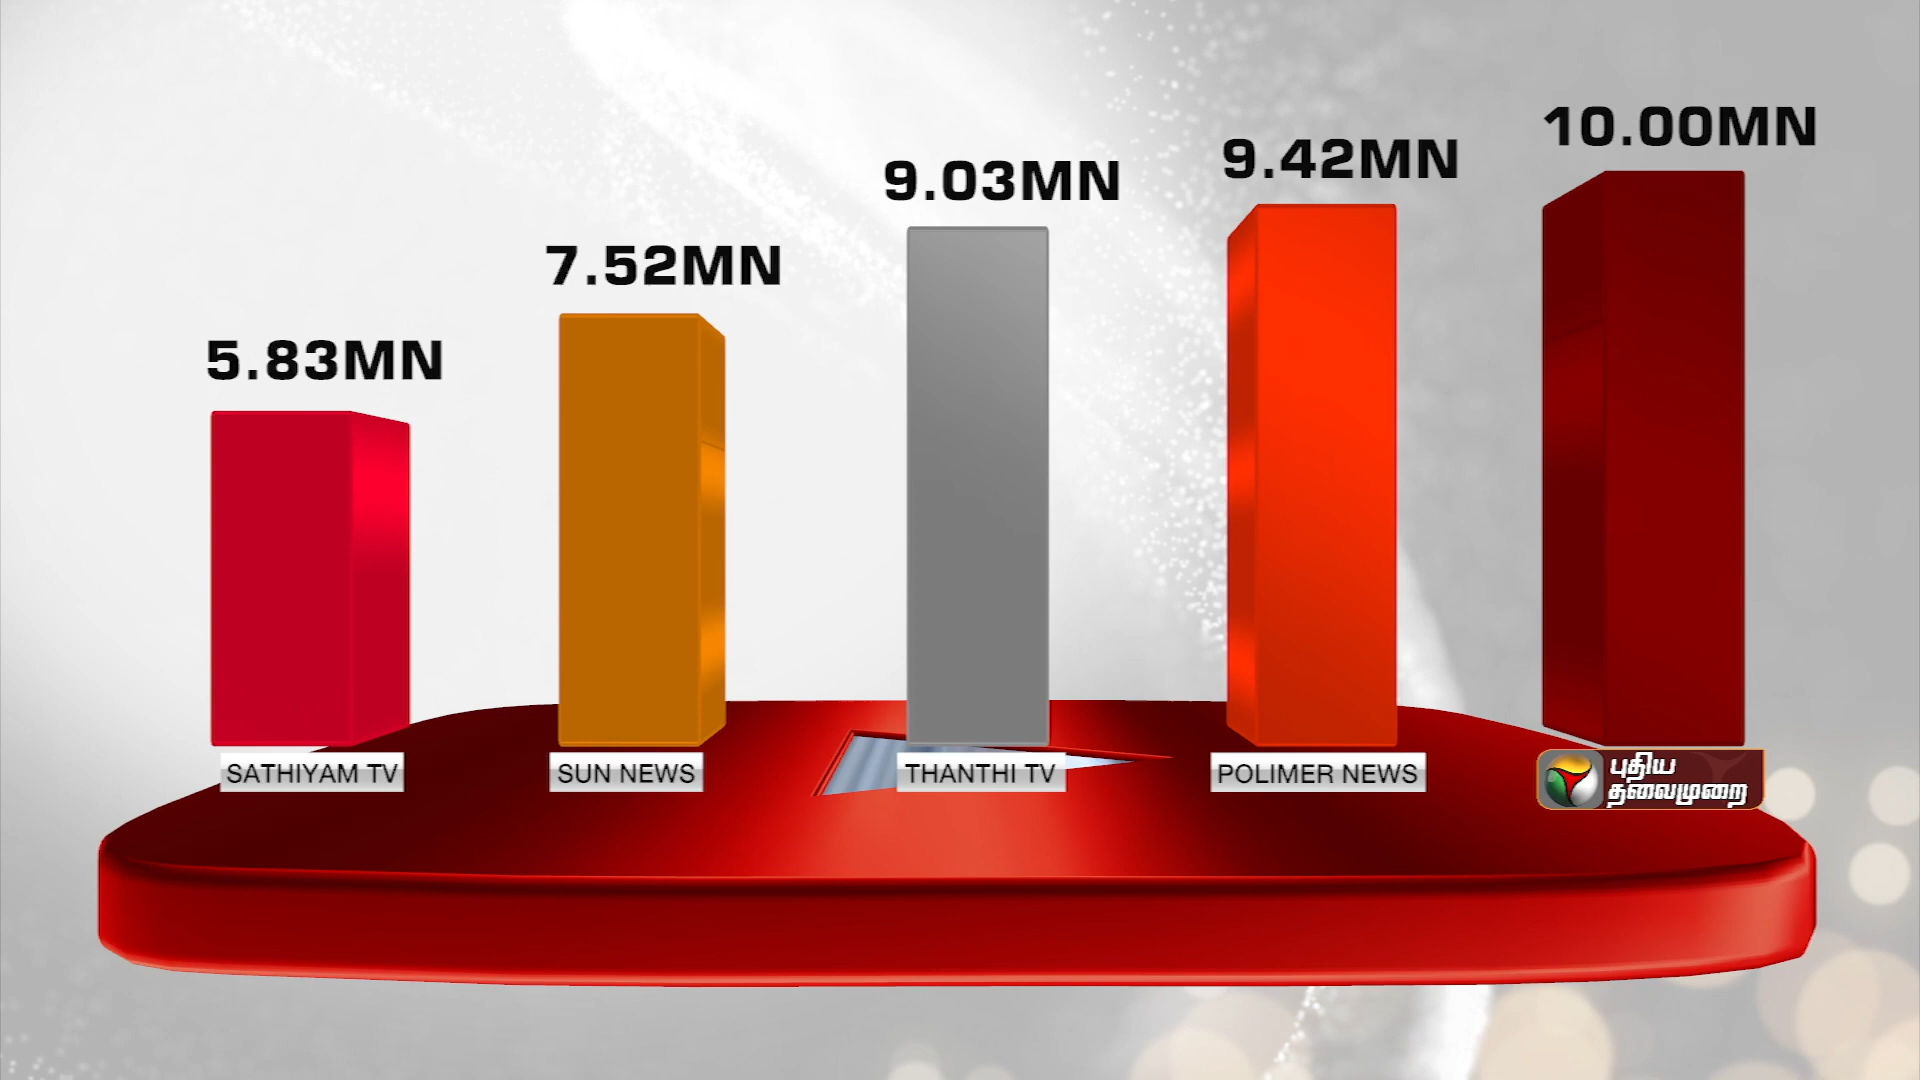 10.00MN
9.42MN
9.03MN
7.52MN
5.83MN
SATHIYAM TV
SUN NEWS
THANTHI TV
POLIMER NEWS
புதிய
தலைமுறை